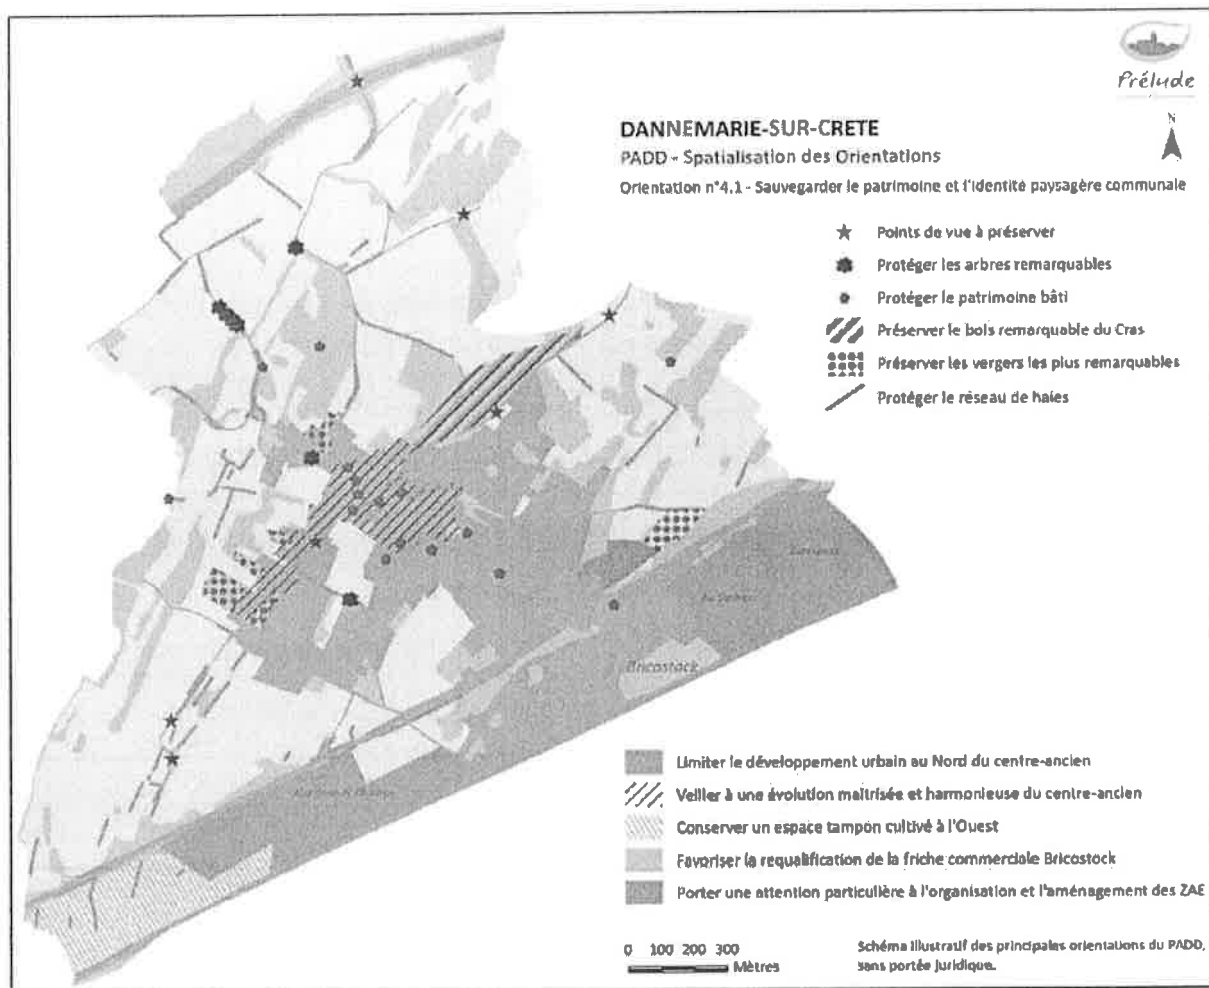 Prélude
N
DANNEMARIE-SUR-CRETE
PADD - Spatialisation des Orientations
Orientation n°4.1 - Sauvegarder le patrimoine et l'identité paysagère communale
Points de vue à préserver
Protéger les arbres remarquables
Protéger le patrimoine bâti
Préserver le bois remarquable du Cras
Préserver les vergers les plus remarquables
Protéger le réseau de haies
Bricostock
Limiter le développement urbain au Nord du centre-ancien
Veiller à une évolution maîtrisée et harmonieuse du centre-ancien
Conserver un espace tampon cultivé à l'Ouest
Favoriser la requalification de la friche commerciale Bricostock
Porter une attention particulière à l'organisation et l'aménagement des ZAE
0 100 200 300
Mètres
Schéma illustratif des principales orientations du PADD,
sans portée juridique.